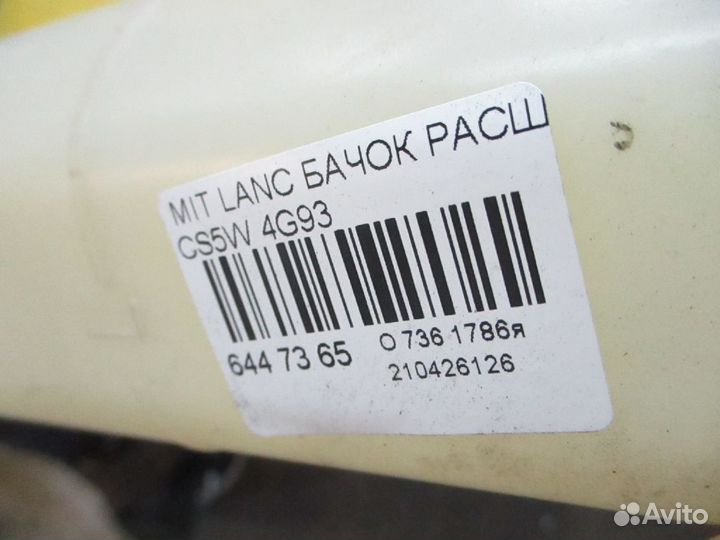 MIT LANC БАЧОК РАСШ
CS5W 4G93
644 73 65
О 736 1786я
210426126
Avito